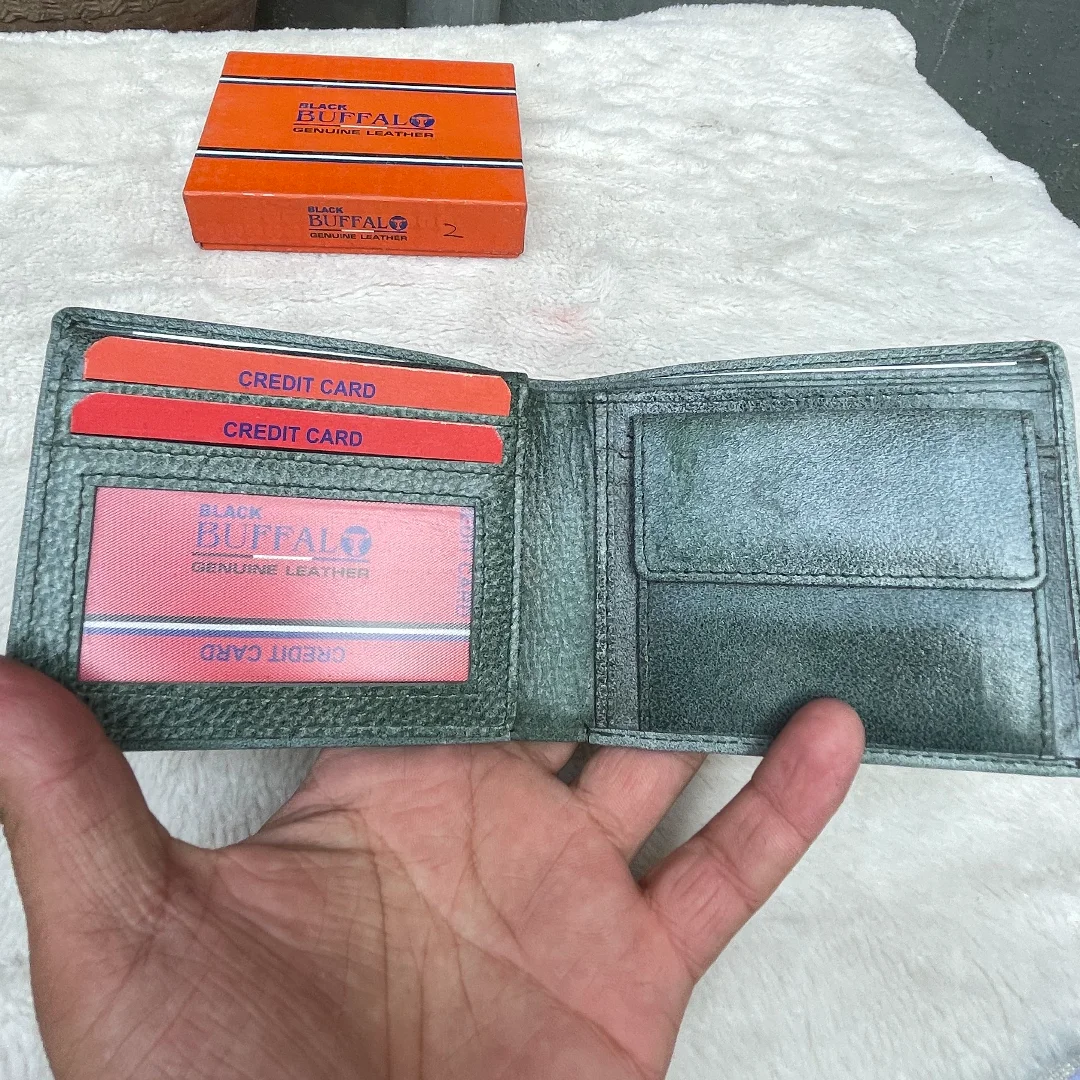 BLACK
BUFFALO
GENUINE LEATHER
BLACK
BUFFALO
GENUINE LEATHER
2
CREDIT CARD
CREDIT CARD
BLACK
BUFFALO
GENUINE LEATHER
CREDIT CARD